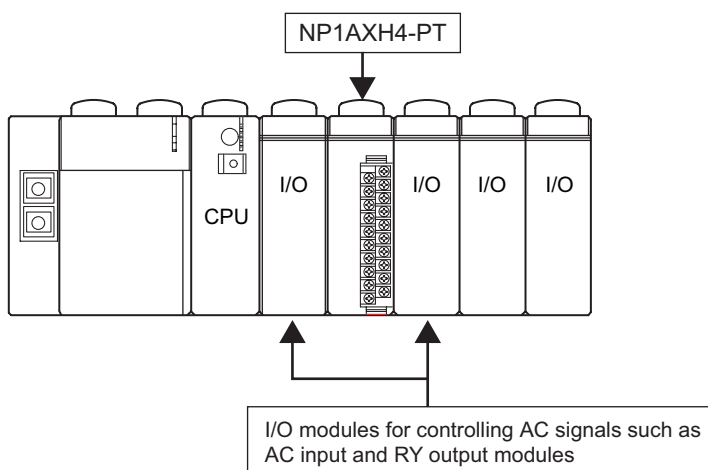 NP1AXH4-PT
I/O
I/O
I/O
I/O
CPU
I/O modules for controlling AC signals such as
AC input and RY output modules